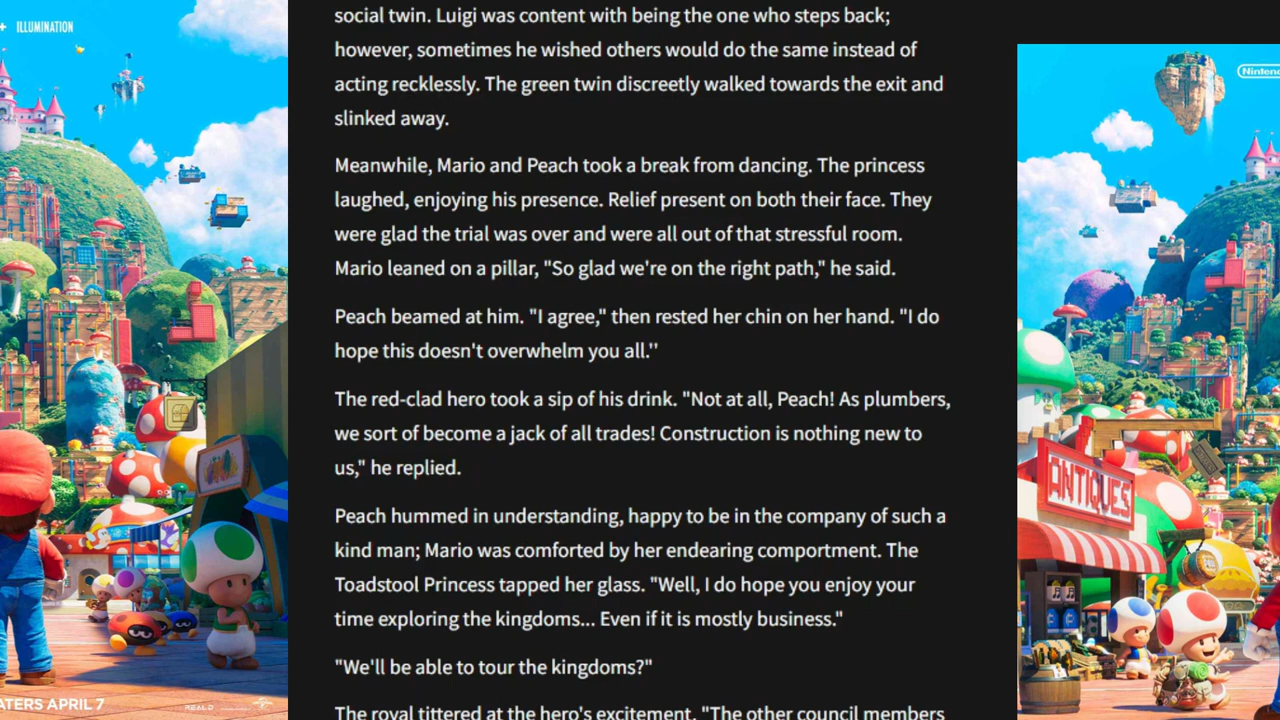 ILLUMINATION
social twin. Luigi was content with being the one who steps back;
however, sometimes he wished others would do the same instead of
acting recklessly. The green twin discreetly walked towards the exit and
slinked away.
Meanwhile, Mario and Peach took a break from dancing. The princess
laughed, enjoying his presence. Relief present on both their face. They
were glad the trial was over and were all out of that stressful room.
Mario leaned on a pillar, "So glad we're on the right path," he said.
Peach beamed at him. "I agree," then rested her chin on her hand. "I do
hope this doesn't overwhelm you all.''
The red-clad hero took a sip of his drink. "Not at all, Peach! As plumbers,
we sort of become a jack of all trades! Construction is nothing new to
us," he replied.
Peach hummed in understanding, happy to be in the company of such a
kind man; Mario was comforted by her endearing comportment. The
Toadstool Princess tapped her glass. "Well, I do hope you enjoy your
time exploring the kingdoms... Even if it is mostly business."
"We'll be able to tour the kingdoms?"
The royal tittered at the hero's excitement. "The other council members
ATERS APRIL 7
REALD
Ninten
ANTIQUES